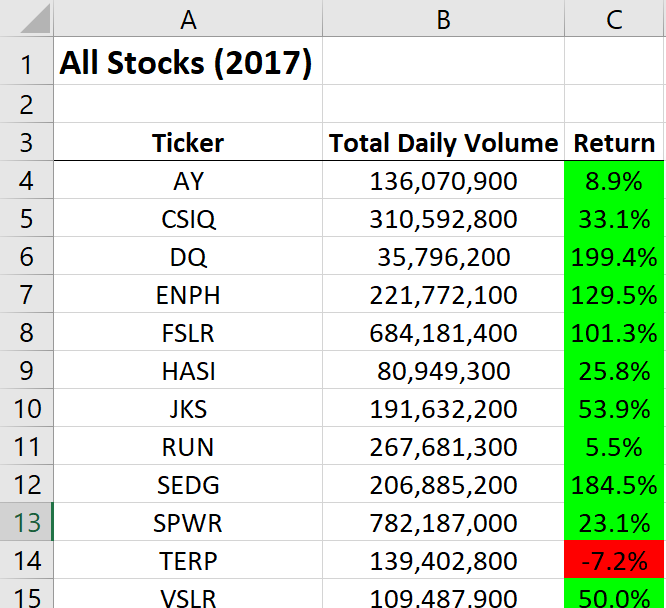 A B C
1 All Stocks (2017)
2
3 Ticker Total Daily Volume Return
4 AY 136,070,900 8.9%
5 CSIQ 310,592,800 33.1%
6 DQ 35,796,200 199.4%
7 ENPH 221,772,100 129.5%
8 FSLR 684,181,400 101.3%
9 HASI 80,949,300 25.8%
10 JKS 191,632,200 53.9%
11 RUN 267,681,300 5.5%
12 SEDG 206,885,200 184.5%
13 SPWR 782,187,000 23.1%
14 TERP 139,402,800 -7.2%
15 VSLR 109,487,900 50.0%